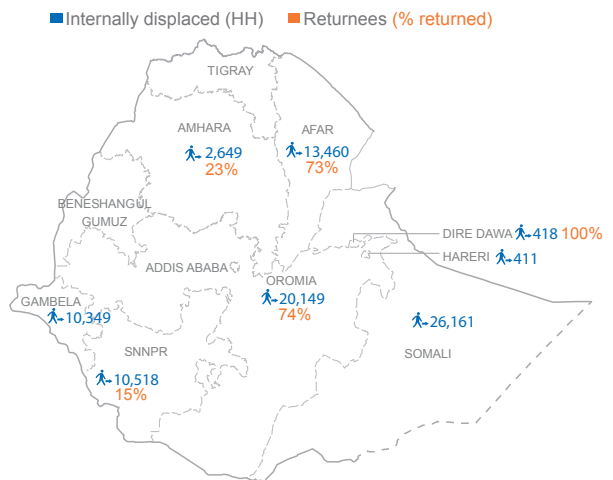 Internally displaced (HH) Returnees (% returned)
TIGRAY
AMHARA
2,649
23%
AFAR
13,460
73%
BENESHANGUL
GUMUZ
DIRE DAWA 418 100%
HARERI 411
ADDIS ABABA
OROMIA
20,149
74%
GAMBELA
10,349
26,161
SOMALI
SNNPR
10,518
15%